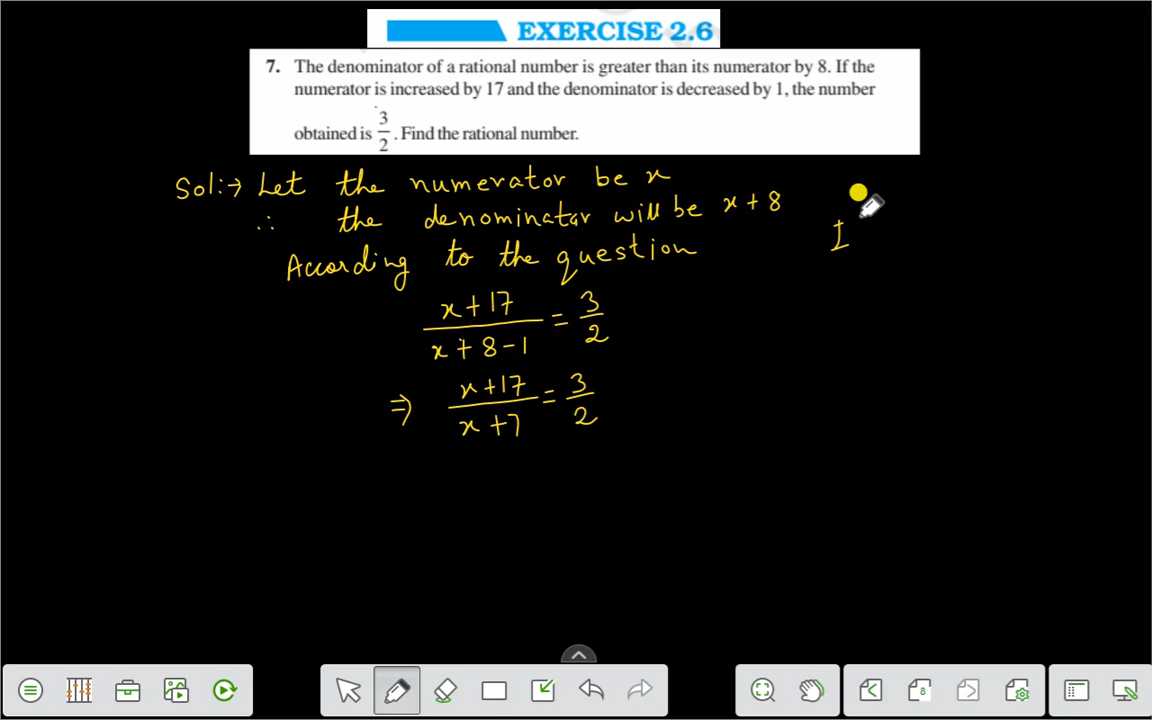 EXERCISE 2.6
7. The denominator of a rational number is greater than its numerator by 8. If the
numerator is increased by 17 and the denominator is decreased by 1, the number
obtained is 3/2. Find the rational number.
Sol:→ Let the numerator be x
∴ the denominatar will be x + 8
According to the question
(x + 17)/(x + 8 - 1) = 3/2
⇒ (x + 17)/(x + 7) = 3/2
I
8